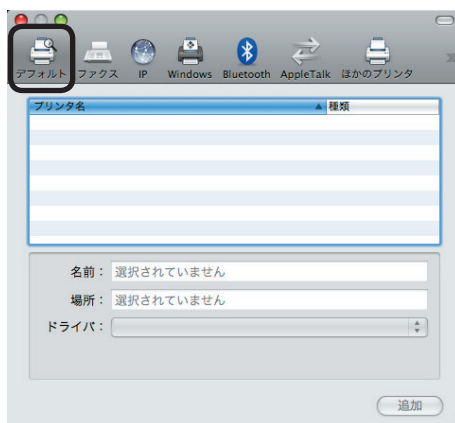 デフォルト ファクス IP Windows Bluetooth AppleTalk ほかのプリンタ
プリンタ名 種類
名前： 選択されていません
場所： 選択されていません
ドライバ：
追加